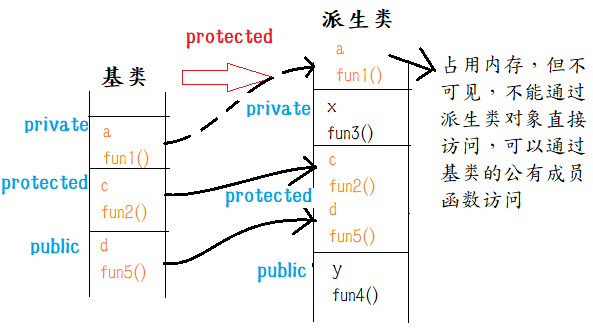 protected
派生类
基类
private
a
fun1()
protected
c
fun2()
public
d
fun5()
a
fun1()
private
x
fun3()
protected
c
fun2()
d
fun5()
public
y
fun4()
占用内存，但不
可见，不能通过
派生类对象直接
访问，可以通过
基类的公有成员
函数访问